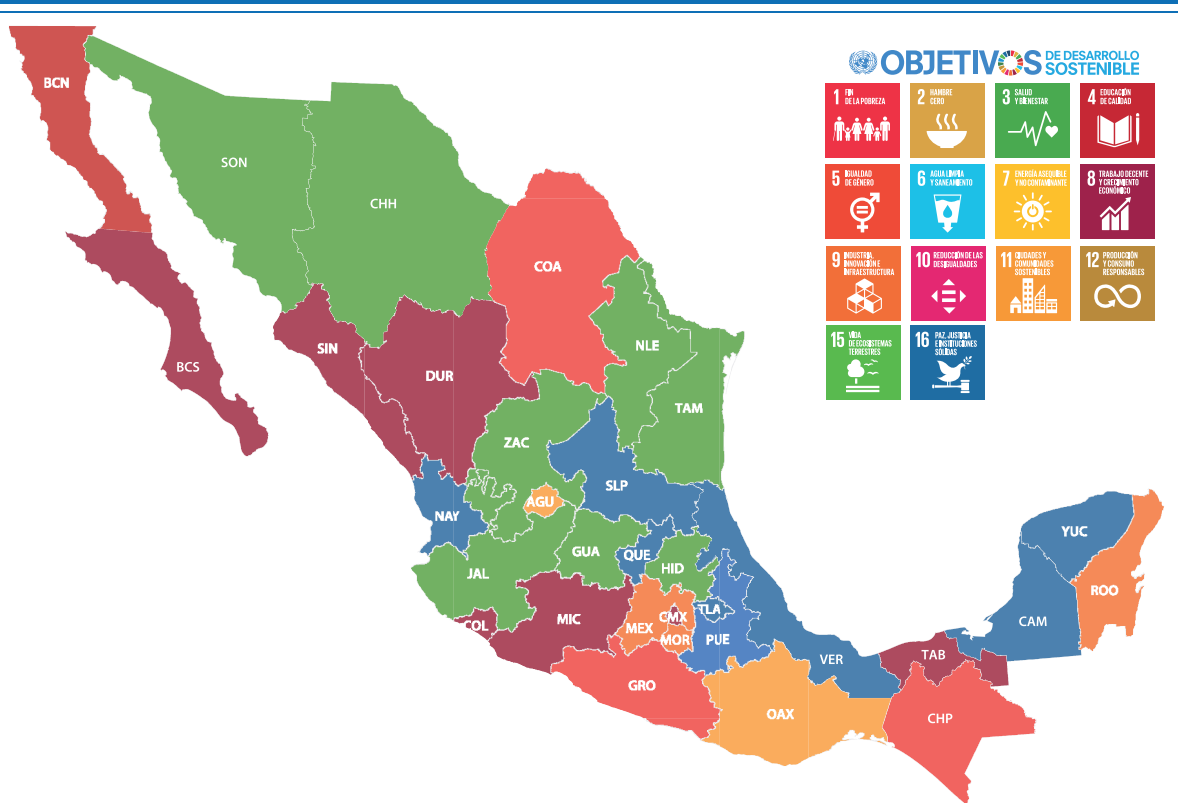 OBJETIVOS DE DESARROLLO
SOSTENIBLE
1 FIN
DE LA POBREZA
2 HAMBRE
CERO
3 SALUD
Y BIENESTAR
4 EDUCACIÓN
DE CALIDAD
5 IGUALDAD
DE GÉNERO
6 AGUA LIMPIA
Y SANEAMIENTO
7 ENERGÍA ASEQUIBLE
Y NO CONTAMINANTE
8 TRABAJO DECENTE
Y CRECIMIENTO
ECONÓMICO
9 INDUSTRIA,
INNOVACIÓN E
INFRAESTRUCTURA
10 REDUCCIÓN DE LAS
DESIGUALDADES
11 CIUDADES Y
COMUNIDADES
SOSTENIBLES
12 PRODUCCIÓN
Y CONSUMO
RESPONSABLES
15 VIDA
DE ECOSISTEMAS
TERRESTRES
16 PAZ, JUSTICIA
E INSTITUCIONES
SOLIDAS
BCN
SON
CHH
COA
BCS
SIN
DUR
NLE
TAM
ZAC
SLP
AGU
NAY
JAL
GUA
QUE
HID
YUC
ROO
COL
MIC
MEX
CMX
TLA
MOR
PUE
CAM
VER
TAB
GRO
OAX
CHP